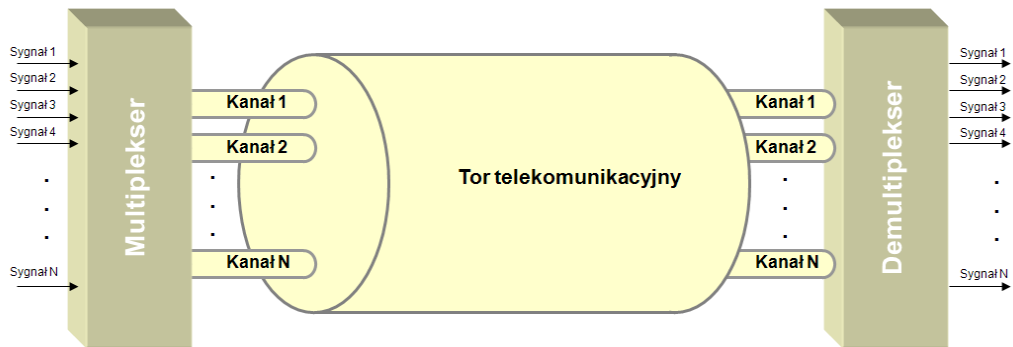 Sygnał 1
Sygnał 2
Sygnał 3
Sygnał 4
Sygnał N
Multiplekser
Kanał 1
Kanał 2
Kanał N
Tor telekomunikacyjny
Kanał 1
Kanał 2
Kanał N
Demultiplekser
Sygnał 1
Sygnał 2
Sygnał 3
Sygnał 4
Sygnał N